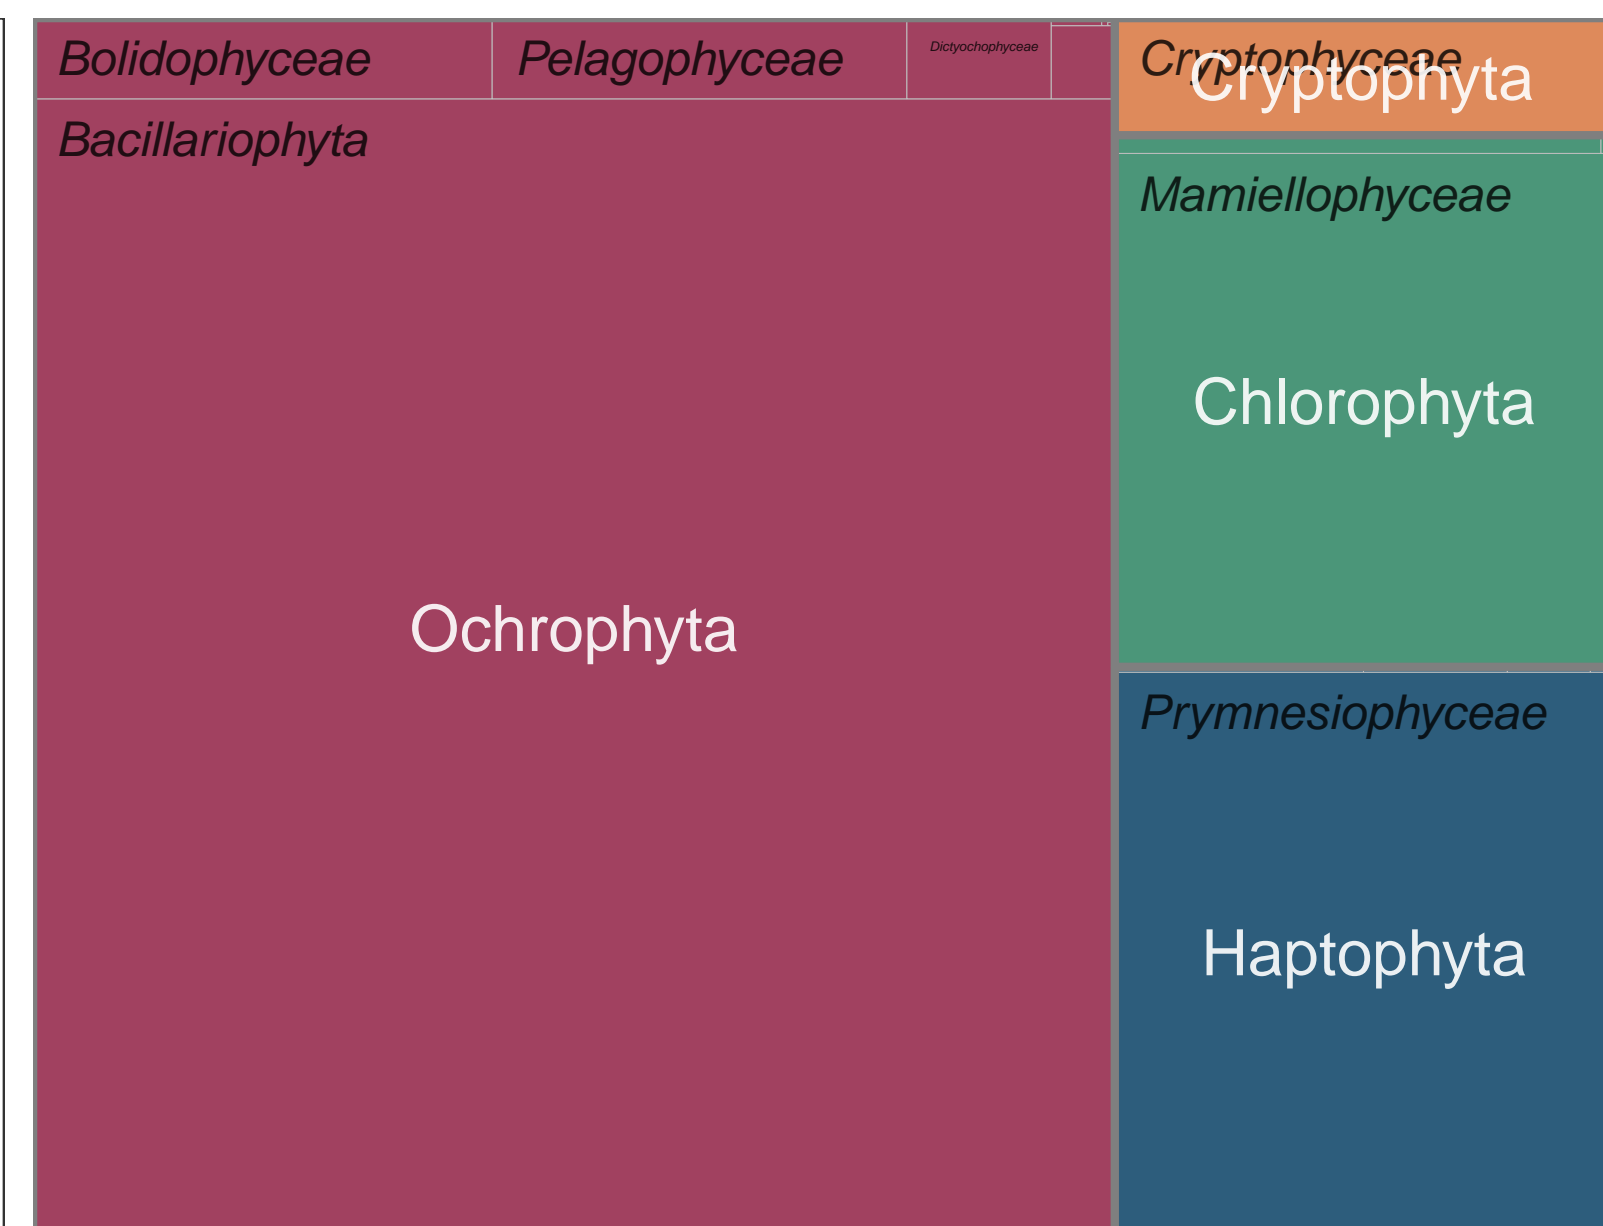 Bolidophyceae
Pelagophyceae
Dictyochophyceae
Bacillariophyta
Ochrophyta
Cryptophyceae
Cryptophyta
Mamiellophyceae
Chlorophyta
Prymnesiophyceae
Haptophyta